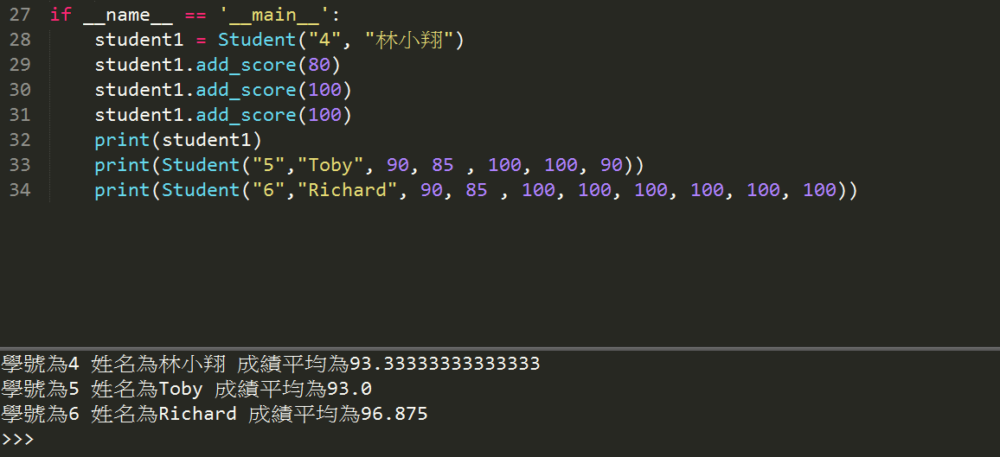 27 if __name__ == '__main__':
28     student1 = Student("4", "林小翔")
29     student1.add_score(80)
30     student1.add_score(100)
31     student1.add_score(100)
32     print(student1)
33     print(Student("5","Toby", 90, 85 , 100, 100, 90))
34     print(Student("6","Richard", 90, 85 , 100, 100, 100, 100, 100, 100))
學號為4 姓名為林小翔 成績平均為93.33333333333333
學號為5 姓名為Toby 成績平均為93.0
學號為6 姓名為Richard 成績平均為96.875
>>>